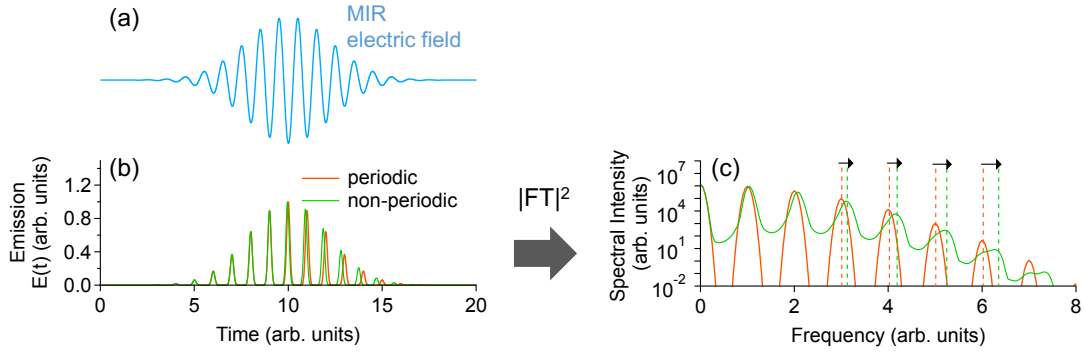 (a)
MIR
electric field
(b)
Emission
E(t) (arb. units)
1.2
0.8
0.4
0.0
periodic
non-periodic
0
5
10
15
20
Time (arb. units)
|FT|²
(c)
Spectral Intensity
(arb. units)
10⁷
10⁴
10¹
10⁻²
0
2
4
6
8
Frequency (arb. units)